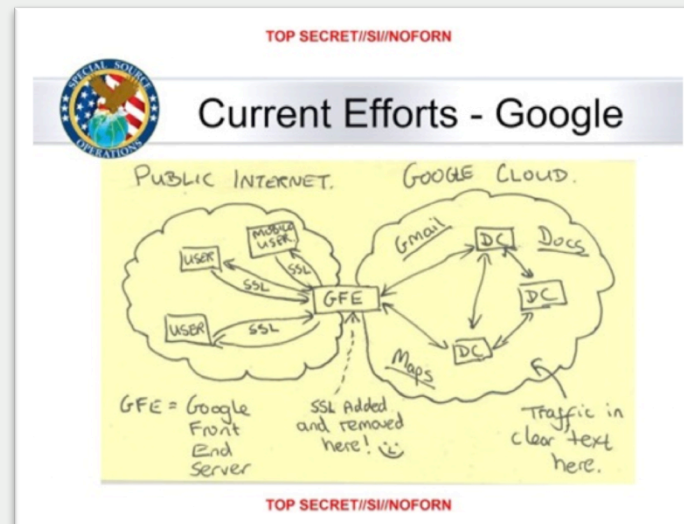 TOP SECRET//SI//NOFORN
SPECIAL SOURCE
OPERATIONS
Current Efforts - Google
PUBLIC INTERNET.
GOOGLE CLOUD.
MOBILE
USER
USER
SSL
SSL
USER
SSL
GFE
Gmail
DC
Docs
DC
DC
Maps
GFE = Google
Front
End
Server
SSL Added
and removed
here!
Traffic in
clear text
here.
TOP SECRET//SI//NOFORN